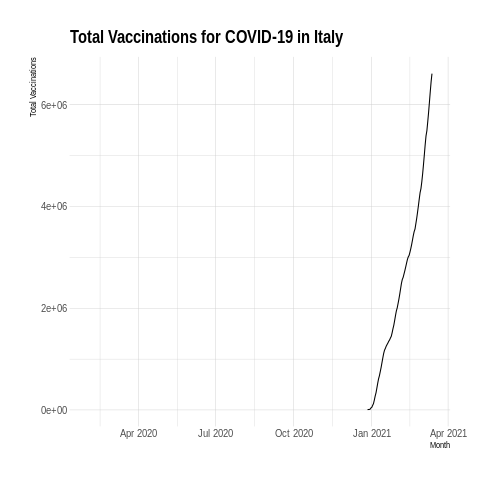 Total Vaccinations for COVID-19 in Italy
Total Vaccinations
6e+06
4e+06
2e+06
0e+00
Apr 2020 Jul 2020 Oct 2020 Jan 2021 Apr 2021
Month